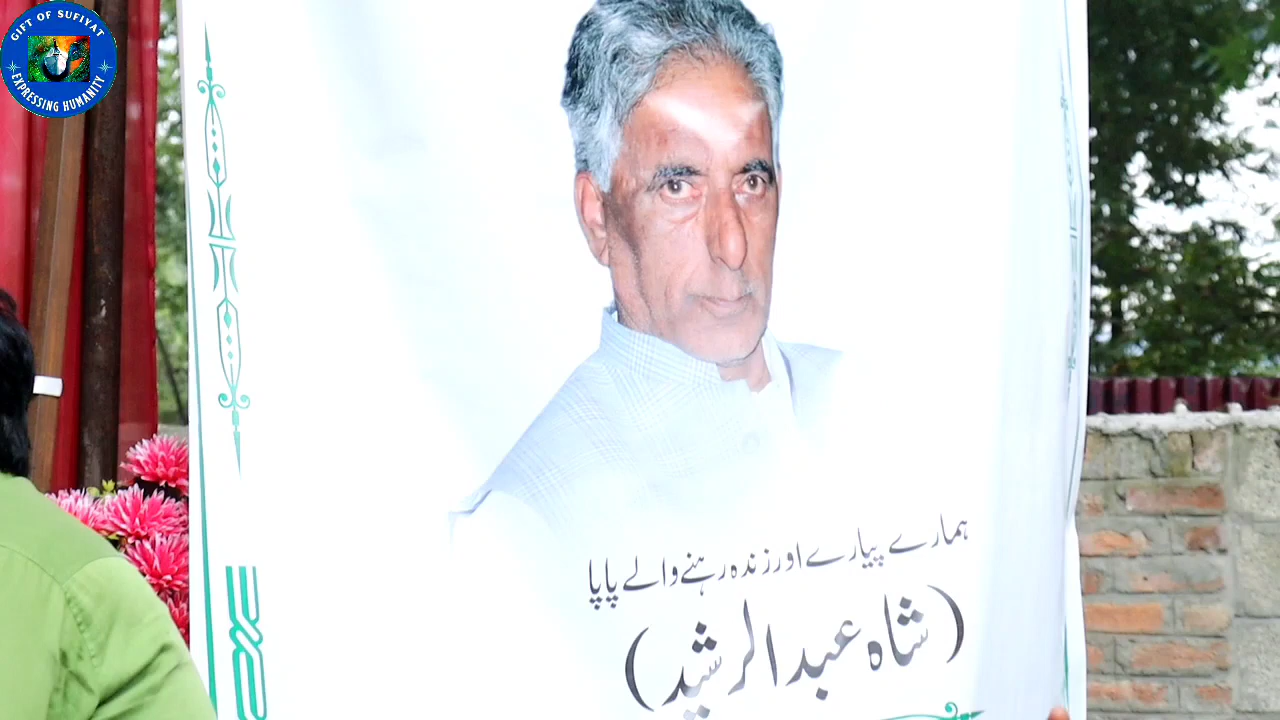 GIFT OF SUFIYAT
EXPRESSING HUMANITY
ہمارے پیارے اور زندہ رہنے والے پاپا
(شاہ عبدالرشید)